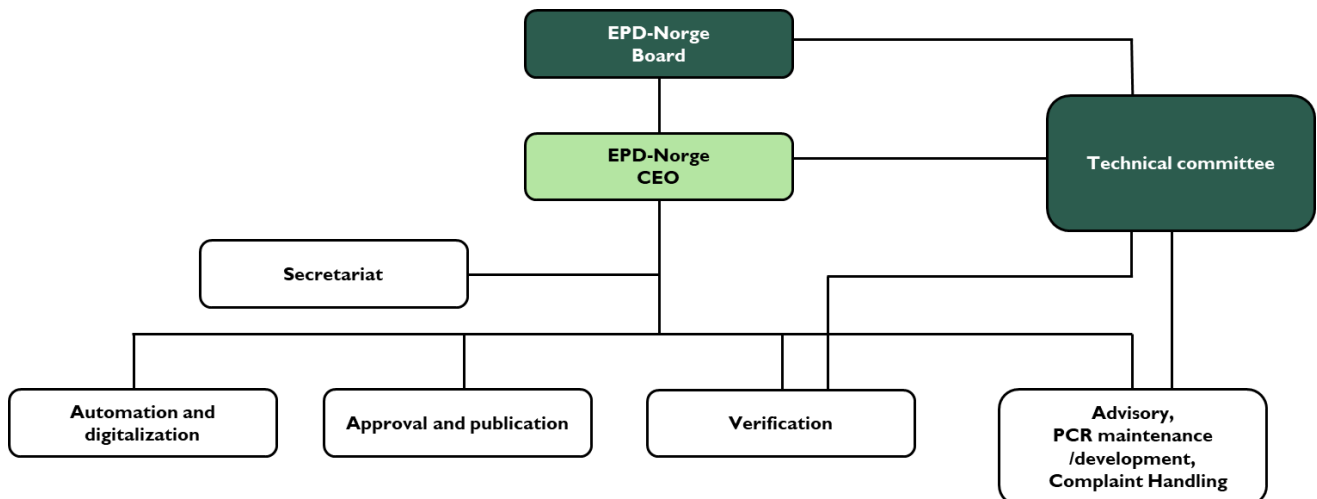 EPD-Norge
Board
EPD-Norge
CEO
Technical committee
Secretariat
Automation and
digitalization
Approval and publication
Verification
Advisory,
PCR maintenance
/development,
Complaint Handling